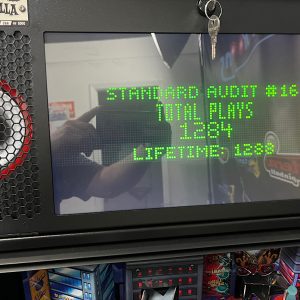 STANDARD AUDIT #16
TOTAL PLAYS
1284
LIFETIME: 1288